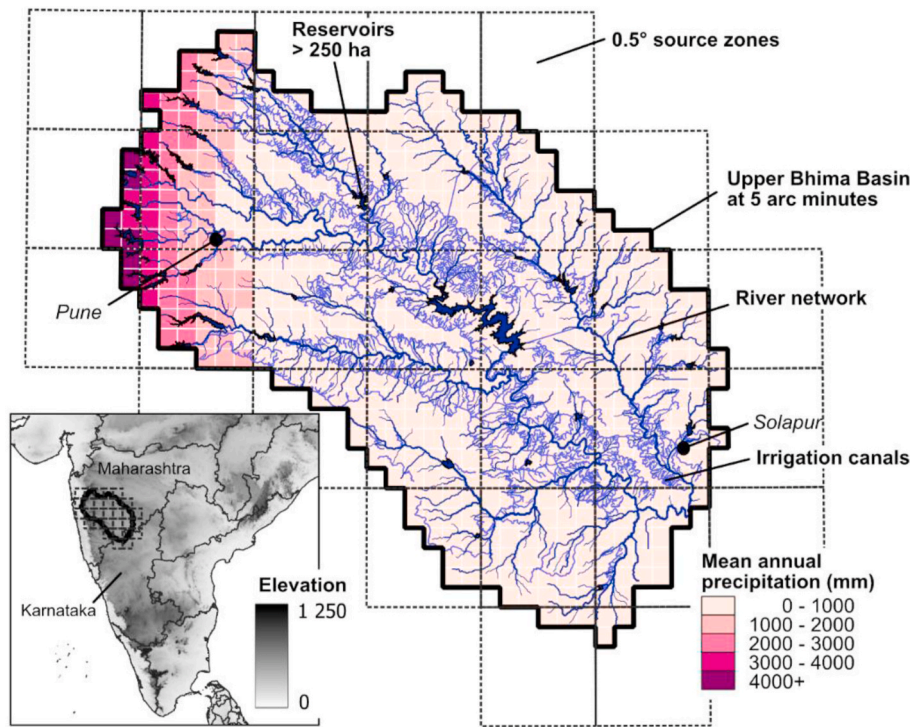 Reservoirs
> 250 ha
0.5° source zones
Upper Bhima Basin
at 5 arc minutes
Pune
River network
Solapur
Irrigation canals
Maharashtra
Karnataka
Elevation
1 250
0
Mean annual
precipitation (mm)
0 - 1000
1000 - 2000
2000 - 3000
3000 - 4000
4000+